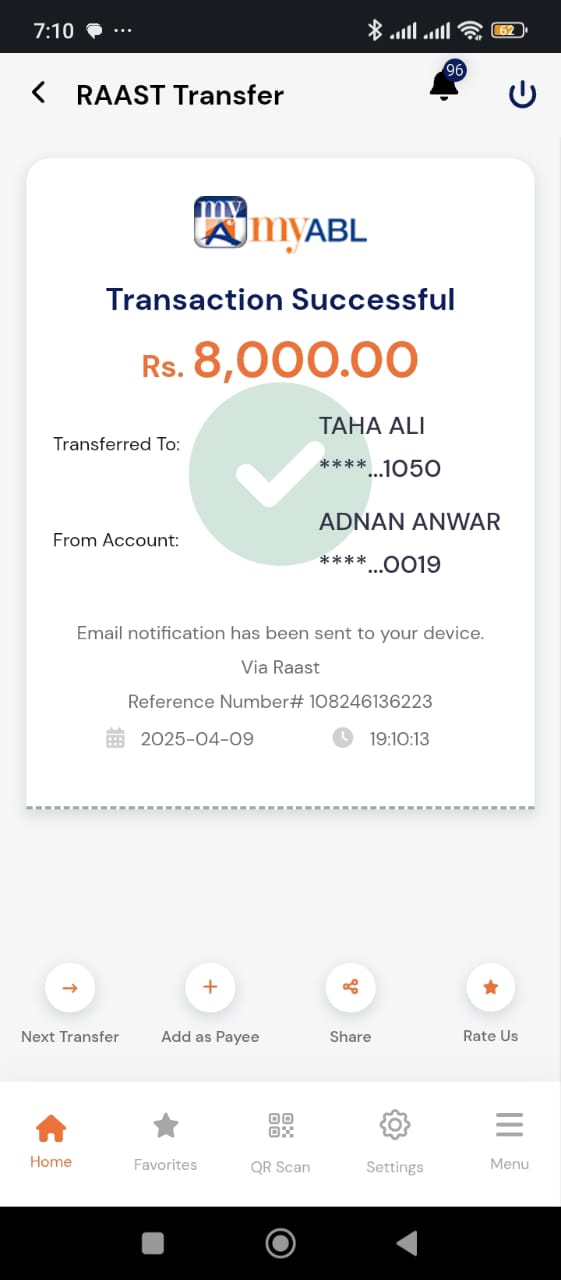 7:10
62
RAAST Transfer
96
my A myABL
Transaction Successful
Rs. 8,000.00
Transferred To:
TAHA ALI
****...1050
From Account:
ADNAN ANWAR
****...0019
Email notification has been sent to your device.
Via Raast
Reference Number# 108246136223
2025-04-09 19:10:13
Next Transfer
Add as Payee
Share
Rate Us
Home
Favorites
QR Scan
Settings
Menu